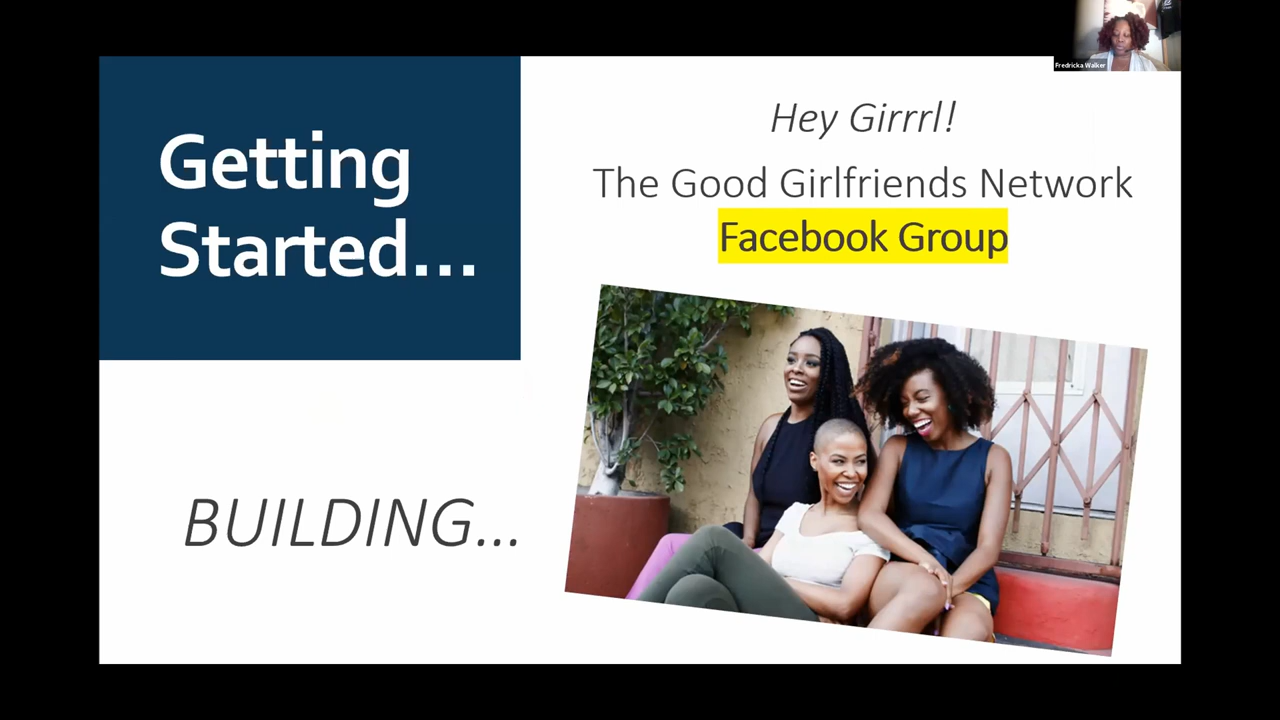 Fredricka Walker
Getting
Started...
Hey Girrrl!
The Good Girlfriends Network
Facebook Group
BUILDING...